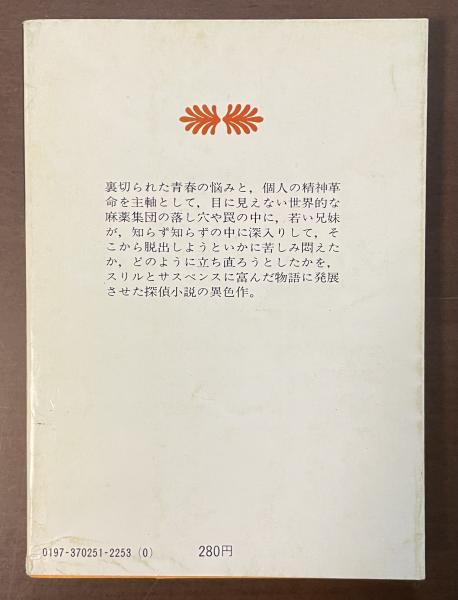 裏切られた青春の悩みと，個人の精神革
命を主軸として，目に見えない世界的な
麻薬集団の落し穴や罠の中に，若い兄妹
が，知らず知らずの中に深入りして，そ
こから脱出しようといかに苦しみ悶えた
か，どのように立ち直ろうとしたかを，
スリルとサスペンスに富んだ物語に発展
させた探偵小説の異色作。
0197-370251-2253 (0)
280円